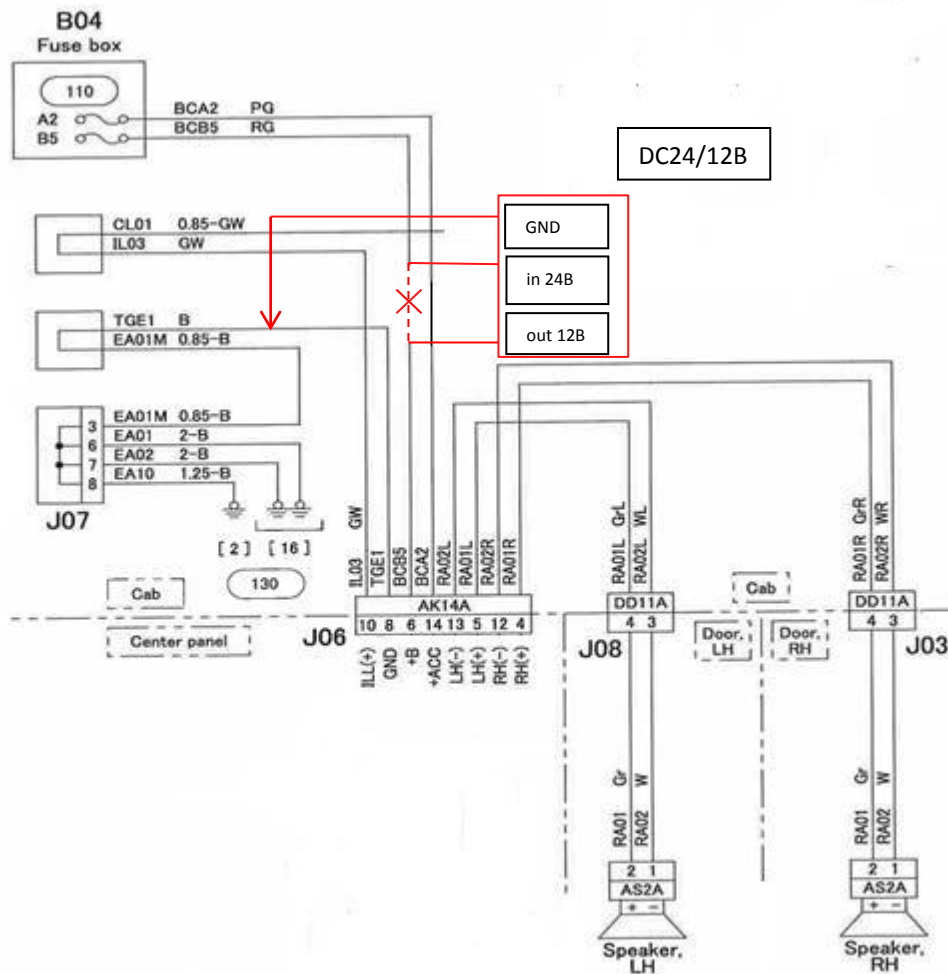 B04
Fuse box
110
A2
B5
BCA2 PG
BCB5 RG
DC24/12B
CL01 0.85-GW
IL03 GW
GND
in 24B
out 12B
TGE1 B
EA01M 0.85-B
EA01M 0.85-B
EA01 2-B
EA02 2-B
EA10 1.25-B
3
6
7
8
J07
[2] [16]
130
Cab
Center panel
GW
IL03
TGE1
BCB5
BCA2
RA02L
RA01L
RA02R
RA01R
AK14A
10 8 6 14 13 5 12 4
J06
ILL(+)
GND
+B
+ACC
LH(-)
LH(+)
RH(-)
RH(+)
RA01L GrL
RA02L WL
DD11A
4 3
J08
Cab
Door, LH
Door, RH
RA01R GrR
RA02R WR
DD11A
4 3
J03
RA01 Gr
RA02 W
2 1
AS2A
+ -
Speaker, LH
RA01 Gr
RA02 W
2 1
AS2A
+ -
Speaker, RH